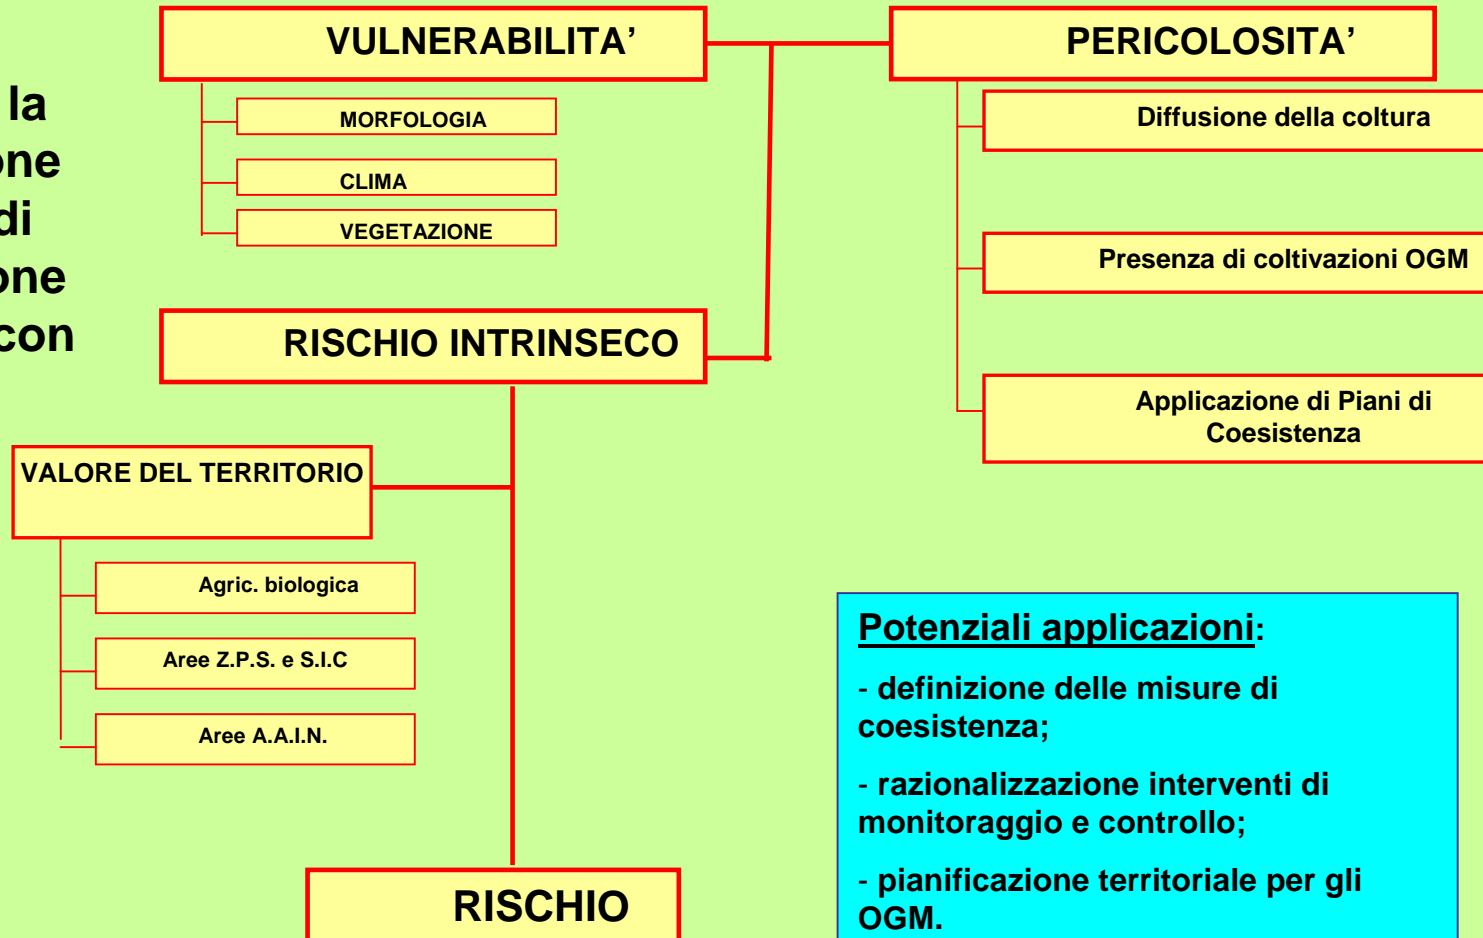 VULNERABILITA’
PERICOLOSITA’
la
one
di
one
con
MORFOLOGIA
CLIMA
VEGETAZIONE
Diffusione della coltura
Presenza di coltivazioni OGM
Applicazione di Piani di
Coesistenza
RISCHIO INTRINSECO
VALORE DEL TERRITORIO
Agric. biologica
Aree Z.P.S. e S.I.C
Aree A.A.I.N.
RISCHIO
Potenziali applicazioni:
- definizione delle misure di
coesistenza;
- razionalizzazione interventi di
monitoraggio e controllo;
- pianificazione territoriale per gli
OGM.